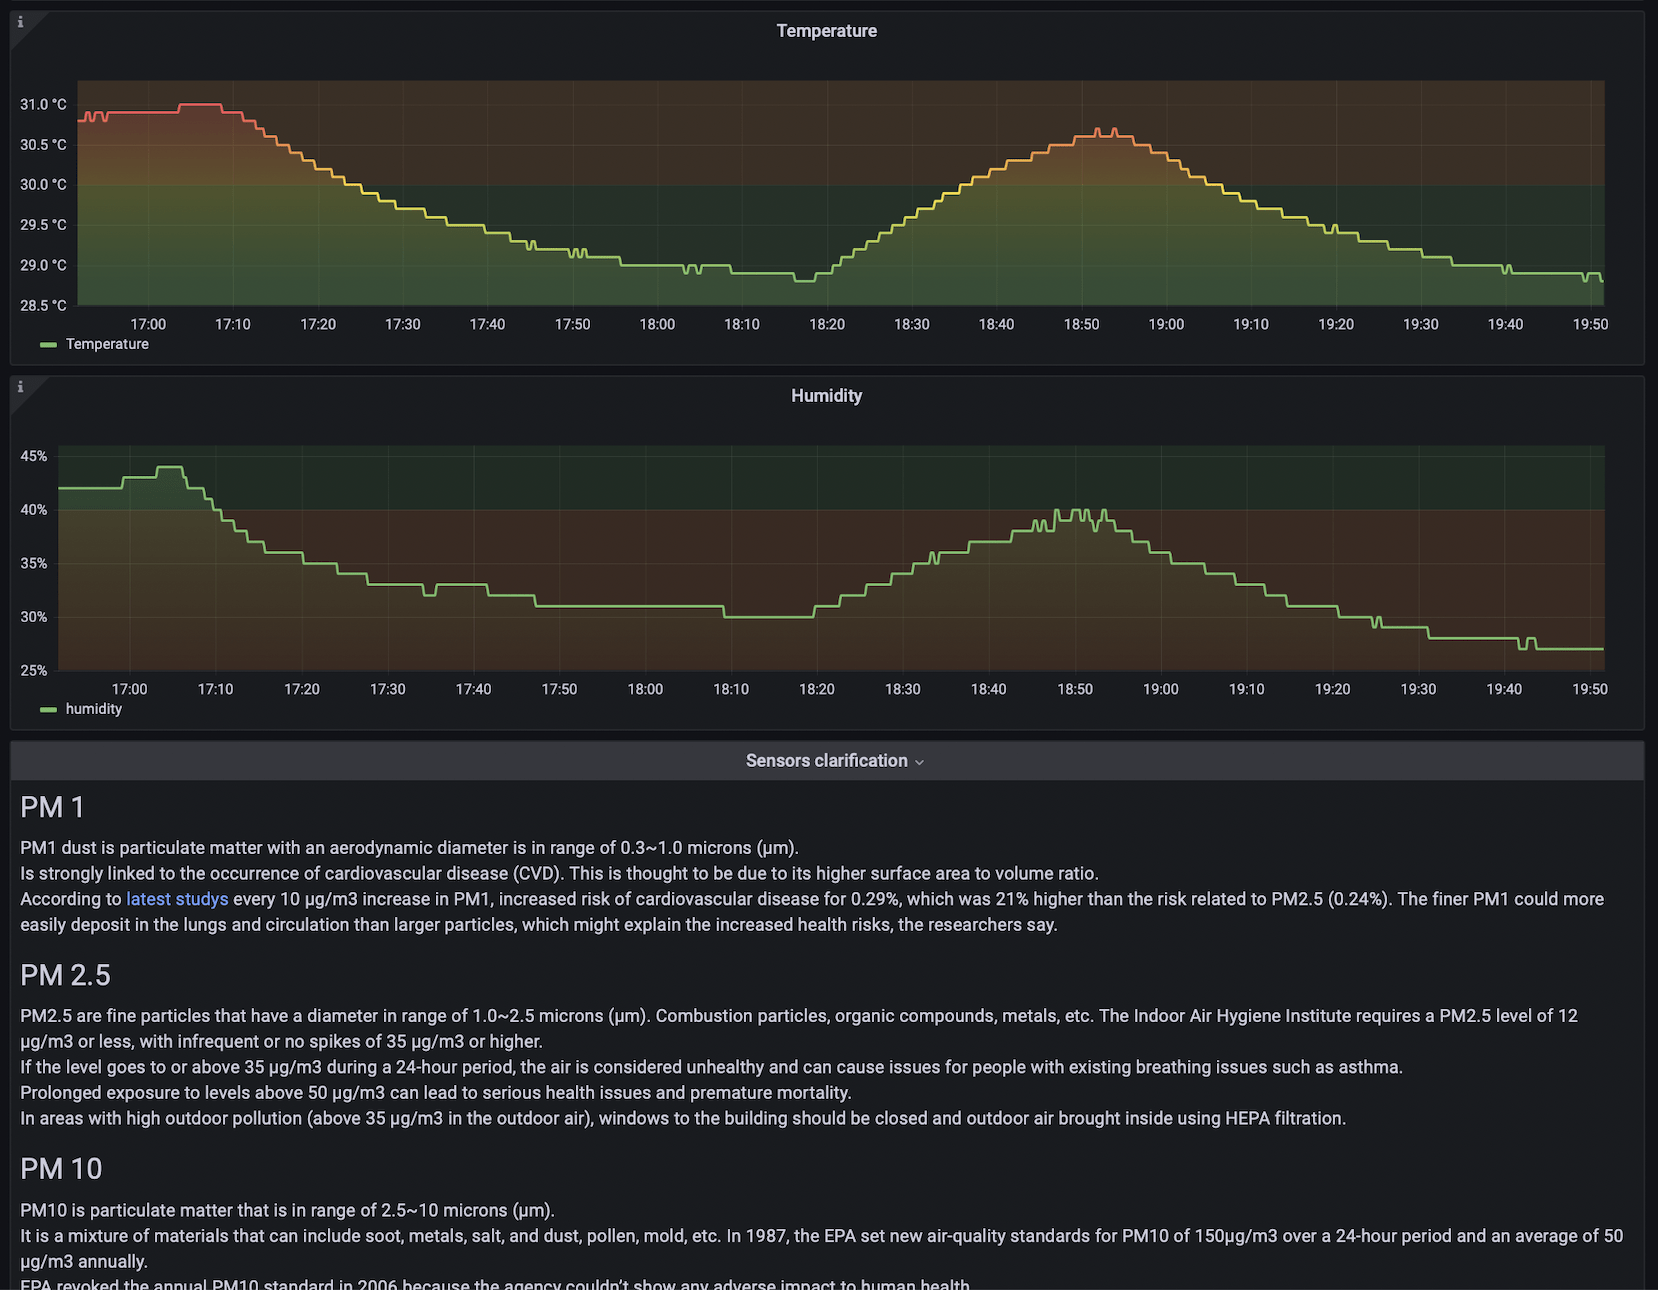 Temperature
31.0 °C
30.5 °C
30.0 °C
29.5 °C
29.0 °C
28.5 °C
17:00 17:10 17:20 17:30 17:40 17:50 18:00 18:10 18:20 18:30 18:40 18:50 19:00 19:10 19:20 19:30 19:40 19:50
Temperature
Humidity
45%
40%
35%
30%
25%
17:00 17:10 17:20 17:30 17:40 17:50 18:00 18:10 18:20 18:30 18:40 18:50 19:00 19:10 19:20 19:30 19:40 19:50
humidity
Sensors clarification
PM 1
PM1 dust is particulate matter with an aerodynamic diameter is in range of 0.3~1.0 microns (μm).
Is strongly linked to the occurrence of cardiovascular disease (CVD). This is thought to be due to its higher surface area to volume ratio.
According to latest studys every 10 μg/m3 increase in PM1, increased risk of cardiovascular disease for 0.29%, which was 21% higher than the risk related to PM2.5 (0.24%). The finer PM1 could more
easily deposit in the lungs and circulation than larger particles, which might explain the increased health risks, the researchers say.
PM 2.5
PM2.5 are fine particles that have a diameter in range of 1.0~2.5 microns (μm). Combustion particles, organic compounds, metals, etc. The Indoor Air Hygiene Institute requires a PM2.5 level of 12
μg/m3 or less, with infrequent or no spikes of 35 μg/m3 or higher.
If the level goes to or above 35 μg/m3 during a 24-hour period, the air is considered unhealthy and can cause issues for people with existing breathing issues such as asthma.
Prolonged exposure to levels above 50 μg/m3 can lead to serious health issues and premature mortality.
In areas with high outdoor pollution (above 35 μg/m3 in the outdoor air), windows to the building should be closed and outdoor air brought inside using HEPA filtration.
PM 10
PM10 is particulate matter that is in range of 2.5~10 microns (μm).
It is a mixture of materials that can include soot, metals, salt, and dust, pollen, mold, etc. In 1987, the EPA set new air-quality standards for PM10 of 150μg/m3 over a 24-hour period and an average of 50
μg/m3 annually.
EPA revoked the annual PM10 standard in 2006 because the agency couldn't show any adverse impact to human health.